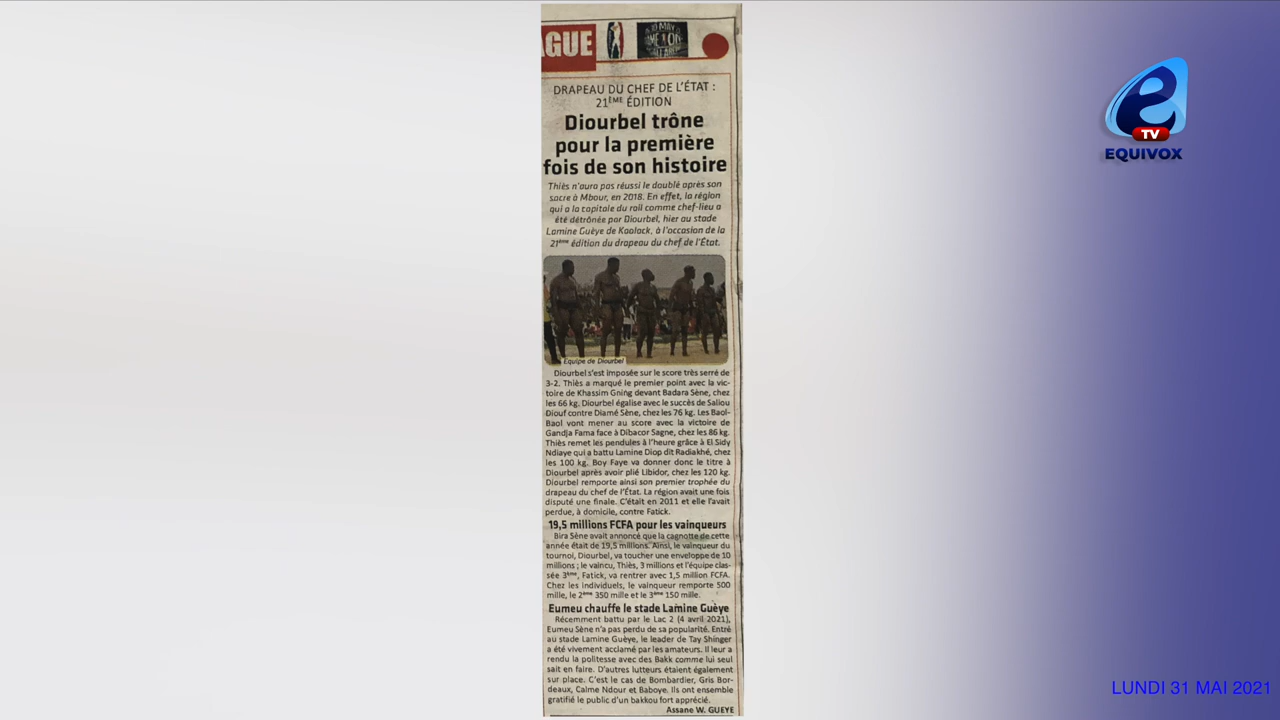 GUE
DRAPEAU DU CHEF DE L'ÉTAT :
21ÈME ÉDITION
Diourbel trône
pour la première
fois de son histoire
Thiès n'aura pas réussi le doublé après son
sacre à Mbour, en 2018. En effet, la région
qui a la capitale du rail comme chef-lieu a
été détrônée par Diourbel, hier au stade
Lamine Guèye de Kaolack, à l'occasion de la
21ème édition du drapeau du chef de l'État.
Equipe de Diourbel
Diourbel s'est imposée sur le score très serré de
3-2. Thiès a marqué le premier point avec la vic-
toire de Khassim Gning devant Badara Sène, chez
les 66 kg. Diourbel égalise avec le succès de Saliou
Diouf contre Diamé Sène, chez les 76 kg. Les Baol-
Baol vont mener au score avec la victoire de
Gandja Fama face à Dibacor Sagne, chez les 86 kg.
Thiès remet les pendules à l'heure grâce à El Sidy
Ndiaye qui a battu Lamine Diop dit Radiakhé, chez
les 100 kg. Boy Faye va donner donc le titre à
Diourbel après avoir plié Libidor, chez les 120 kg.
Diourbel remporte ainsi son premier trophée du
drapeau du chef de l'État. La région avait une fois
disputé une finale. C'était en 2011 et elle l'avait
perdue, à domicile, contre Fatick.
19,5 millions FCFA pour les vainqueurs
Bira Sène avait annoncé que la cagnotte de cette
année était de 19,5 millions. Ainsi, le vainqueur du
tournoi, Diourbel, va toucher une enveloppe de 10
millions ; le vaincu, Thiès, 3 millions et l'équipe clas-
sée 3ème, Fatick, va rentrer avec 1,5 million FCFA.
Chez les individuels, le vainqueur remporte 500
mille, le 2ème 350 mille et le 3ème 150 mille.
Eumeu chauffe le stade Lamine Guèye
Récemment battu par le Lac 2 (4 avril 2021),
Eumeu Sène n'a pas perdu de sa popularité. Entré
au stade Lamine Guèye, le leader de Tay Shinger
a été vivement acclamé par les amateurs. Il leur a
rendu la politesse avec des Bakk comme lui seul
sait en faire. D'autres lutteurs étaient également
sur place. C'est le cas de Bombardier, Gris Bor-
deaux, Calme Ndour et Baboye. Ils ont ensemble
gratifié le public d'un bakkou fort apprécié.
Assane W. GUEYE
e
TV
EQUIVOX
LUNDI 31 MAI 2021